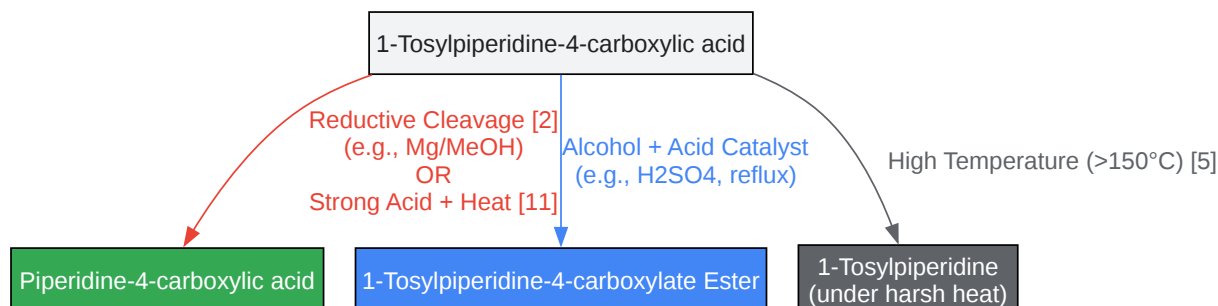 1-Tosylpiperidine-4-carboxylic acid
Reductive Cleavage [2]
(e.g., Mg/MeOH)
OR
Strong Acid + Heat [11]
Alcohol + Acid Catalyst
(e.g., H2SO4, reflux)
High Temperature (>150°C) [5]
Piperidine-4-carboxylic acid
1-Tosylpiperidine-4-carboxylate Ester
1-Tosylpiperidine
(under harsh heat)